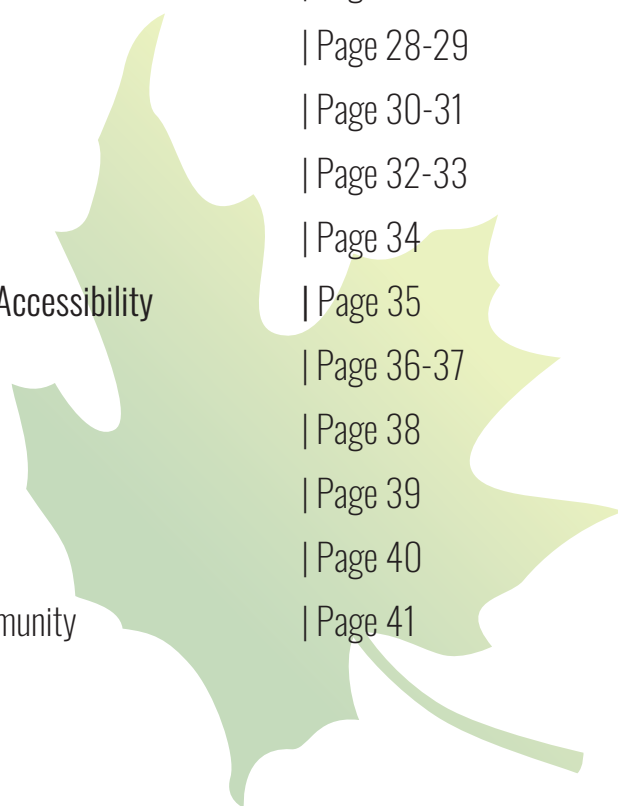 | Page 28-29
| Page 30-31
| Page 32-33
| Page 34
Accessibility | Page 35
| Page 36-37
| Page 38
| Page 39
| Page 40
munity | Page 41